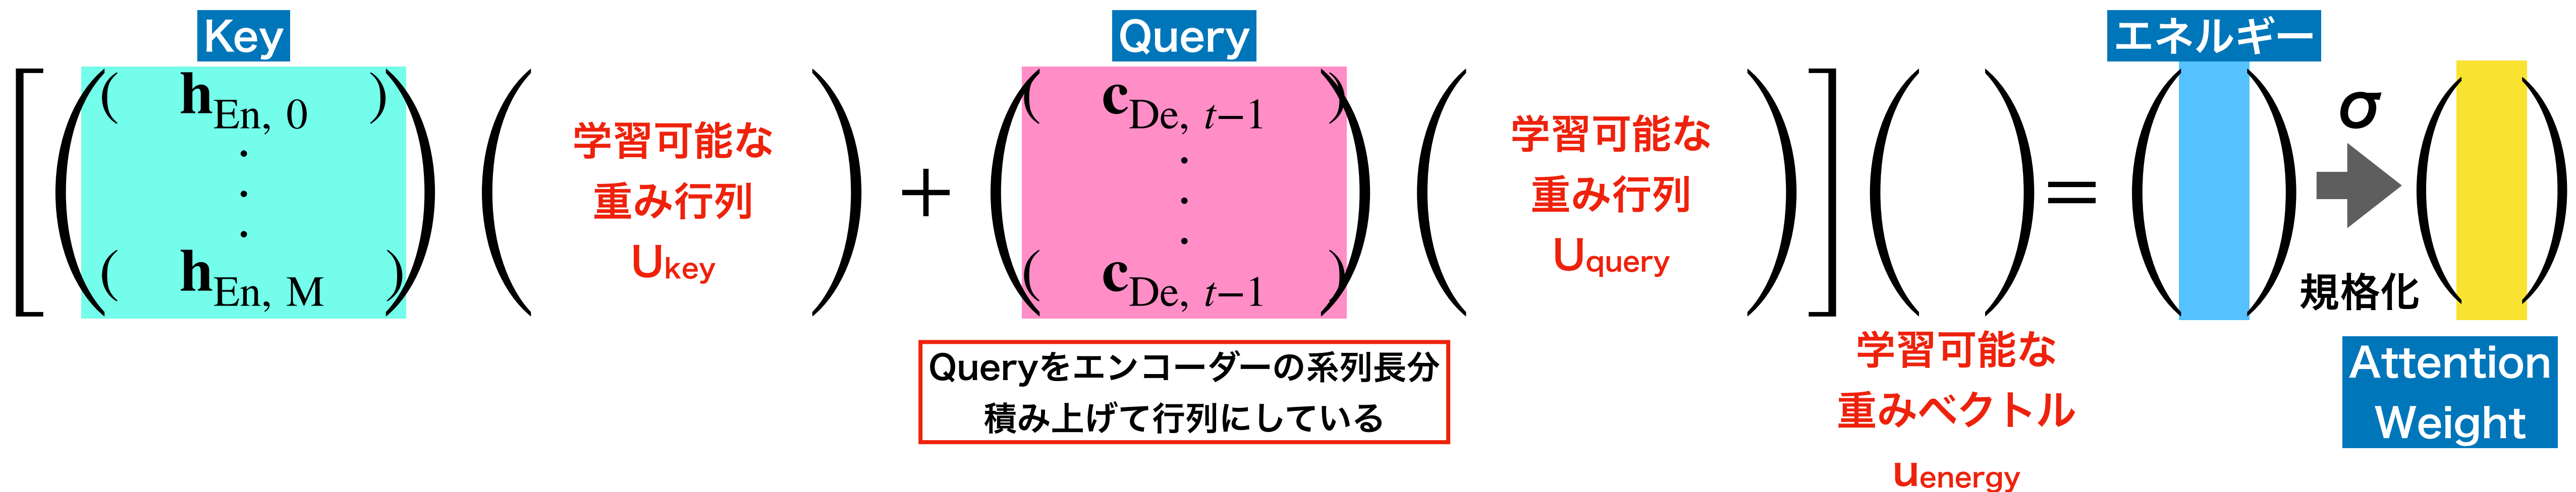 Key
Query
エネルギー
[(( h_En, 0 ) ( ) + (( c_De, t−1 )) ( )] ( ) = ( ) σ ( )
学習可能な
重み行列
U_key
学習可能な
重み行列
U_query
( h_En, M )
( c_De, t−1 )
規格化
Queryをエンコーダーの系列長分
積み上げて行列にしている
学習可能な
重みベクトル
u_energy
Attention
Weight